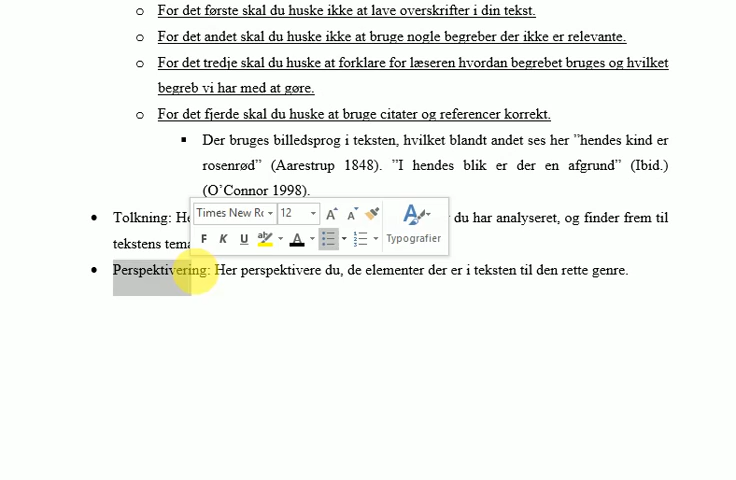 o For det første skal du huske ikke at lave overskrifter i din tekst.
o For det andet skal du huske ikke at bruge nogle begreber der ikke er relevante.
o For det tredje skal du huske at forklare for læseren hvordan begrebet bruges og hvilket
begreb vi har med at gøre.
o For det fjerde skal du huske at bruge citater og referencer korrekt.
▪ Der bruges billedsprog i teksten, hvilket blandt andet ses her ”hendes kind er
rosenrød” (Aarestrup 1848). ”I hendes blik er der en afgrund” (Ibid.)
(O’Connor 1998).
• Tolkning: He du har analyseret, og finder frem til
tekstens tema
• Perspektivering: Her perspektivere du, de elementer der er i teksten til den rette genre.
Times New Ro 12 A A A
F K U aby A Typografier